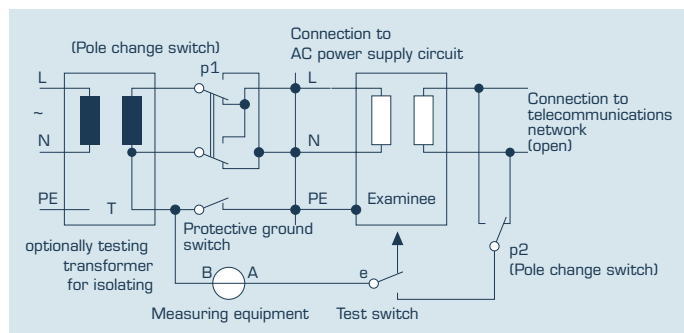 (Pole change switch)
p1
Connection to
AC power supply circuit
L
L
~
N
N
Connection to
telecommunications
network
(open)
PE
T
PE
Examinee
Protective ground
switch
optionally testing
transformer
for isolating
B
A
e
p2
(Pole change switch)
Measuring equipment
Test switch